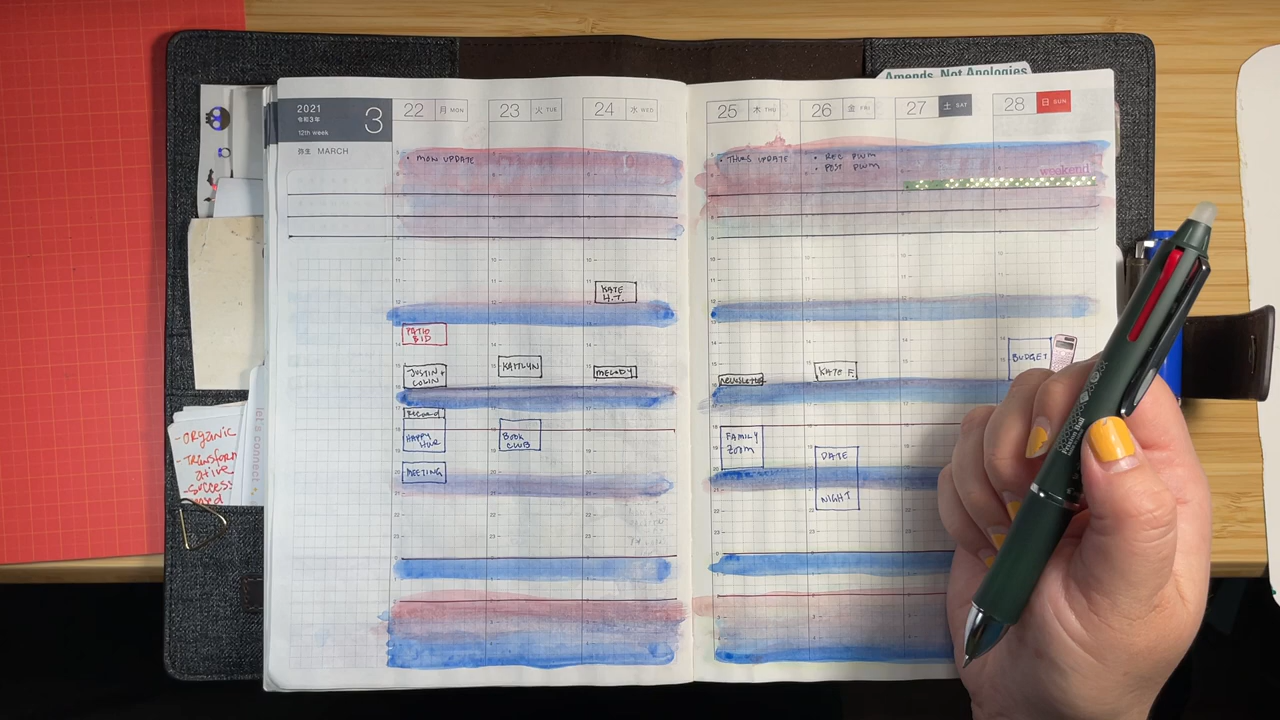 Amends, Not Apologies
2021
令和3年
12th week
3
弥生 MARCH
22 月 MON
23 火 TUE
24 水 WED
25 木 THU
26 金 FRI
27 土 SAT
28 日 SUN
• MON UPDATE
• THURS UPDATE
• REC PWM
• POST PWM
weekend
KATE
H.T.
PATIO
BID
JUSTIN +
COLIN
KAITLYN
MELODY
NEWSLETTER
KATE F.
BUDGET
Record
HAPPY
Hour
BOOK
CLUB
FAMILY
Zoom
MEETING
DATE
NIGHT
- ORGANIC
- TRANSFORM
ATIVE
- SUCCESS
let's connect